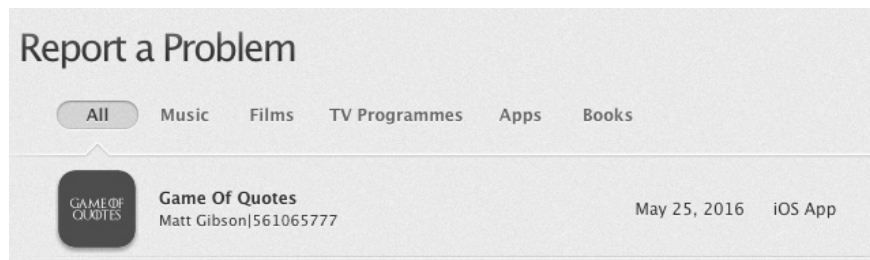 Report a Problem
All Music Films TV Programmes Apps Books
GAME OF
QUOTES
Game Of Quotes
Matt Gibson|561065777
May 25, 2016 iOS App